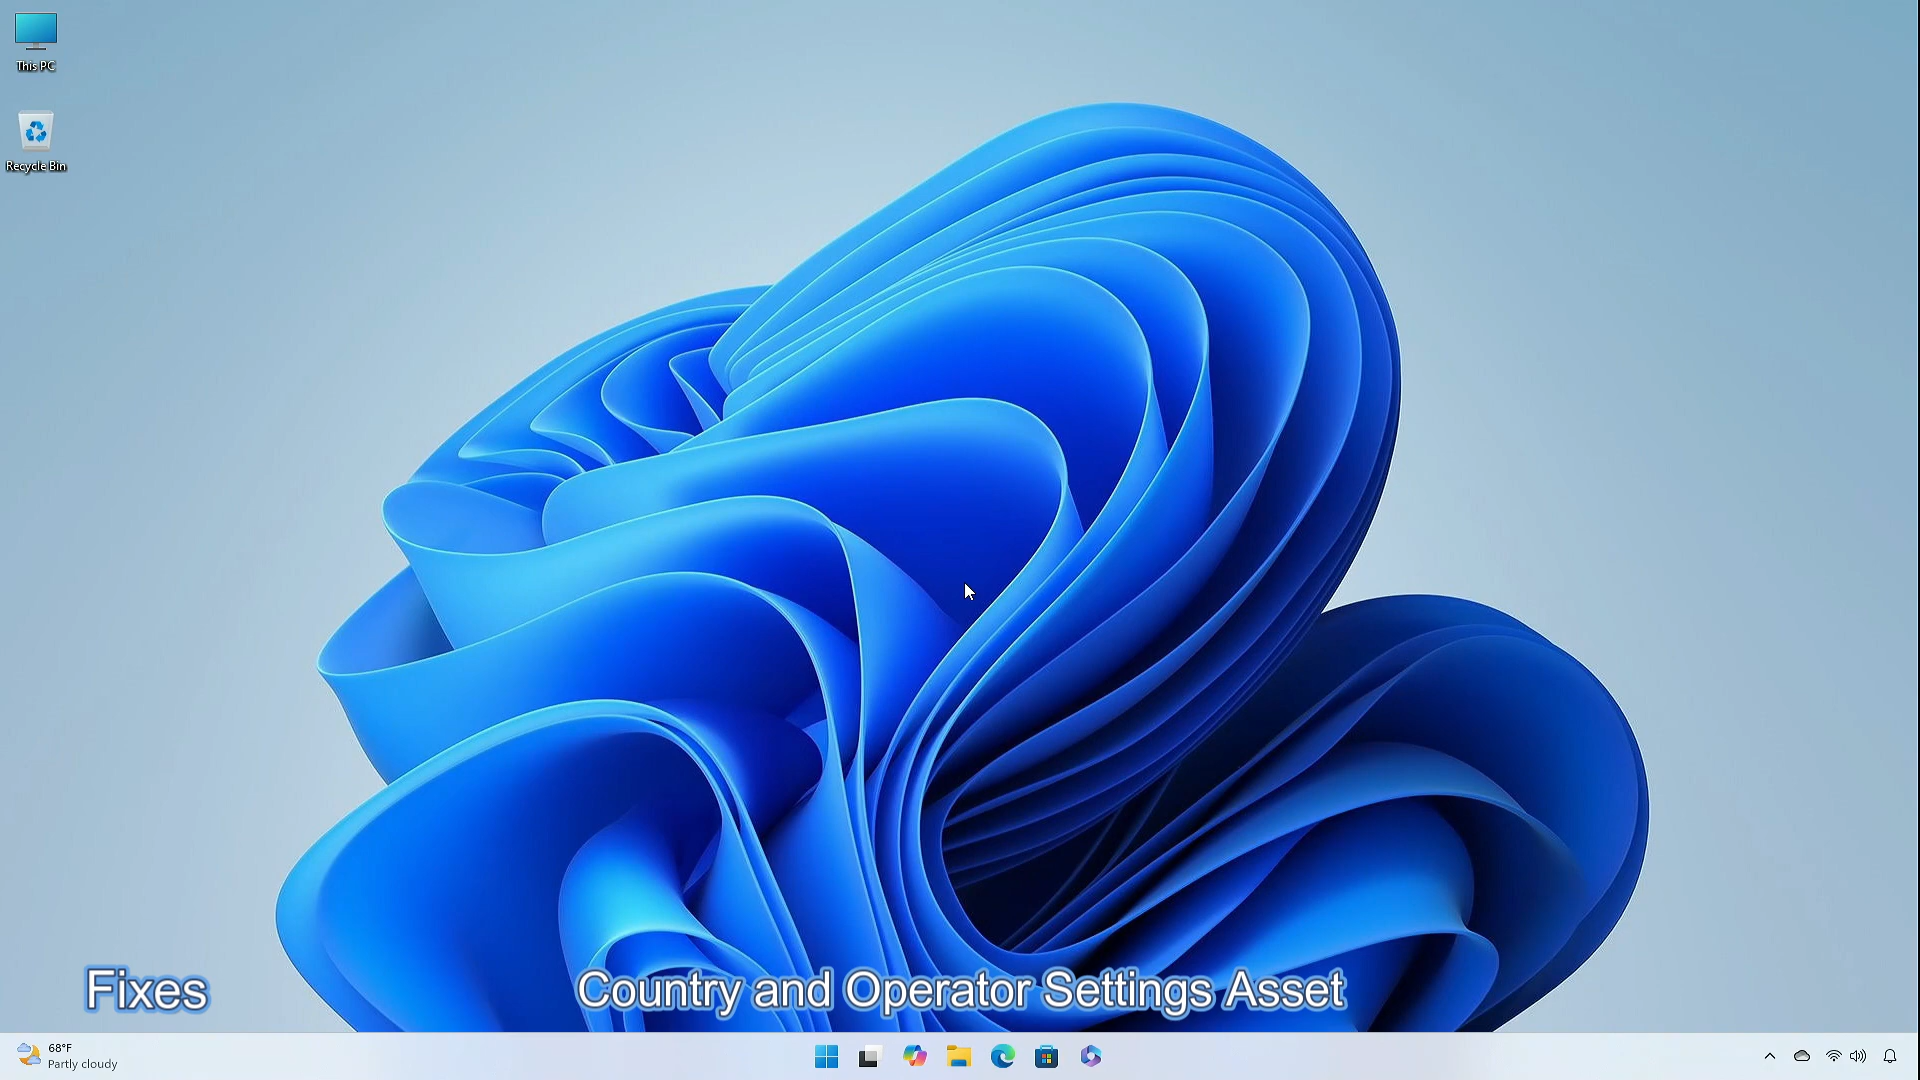 This PC
Recycle Bin
Fixes
Country and Operator Settings Asset
68°F
Partly cloudy